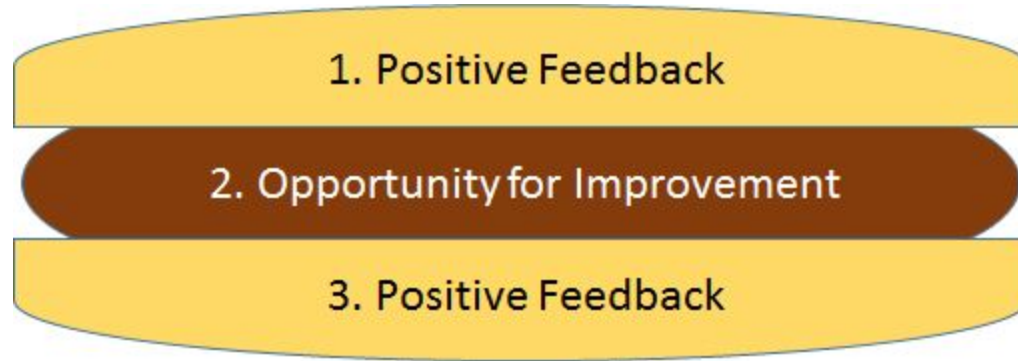 1. Positive Feedback
2. Opportunity for Improvement
3. Positive Feedback